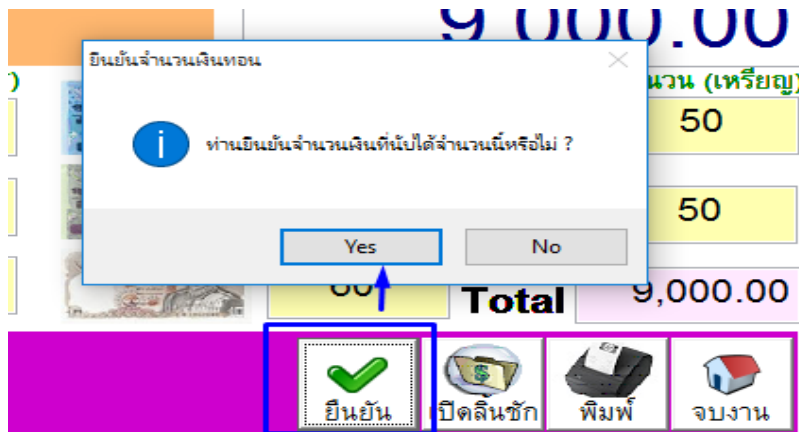 9,000.00
ยืนยันจำนวนเงินทอน
นวน (เหรียญ)
50
ท่านยืนยันจำนวนเงินที่นับได้จำนวนนี้หรือไม่ ?
50
Yes No
Total 9,000.00
ยืนยัน เปิดลิ้นชัก พิมพ์ จบงาน